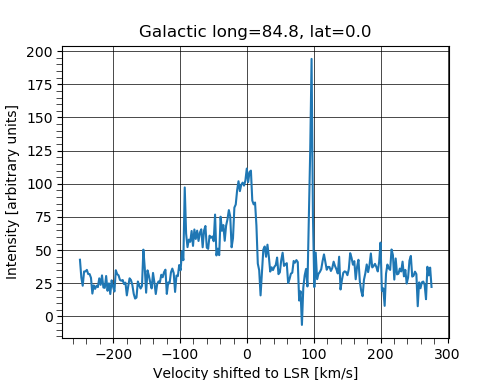 Galactic long=84.8, lat=0.0
200
175
150
125
100
75
50
25
0
Intensity [arbitrary units]
−200 −100 0 100 200 300
Velocity shifted to LSR [km/s]